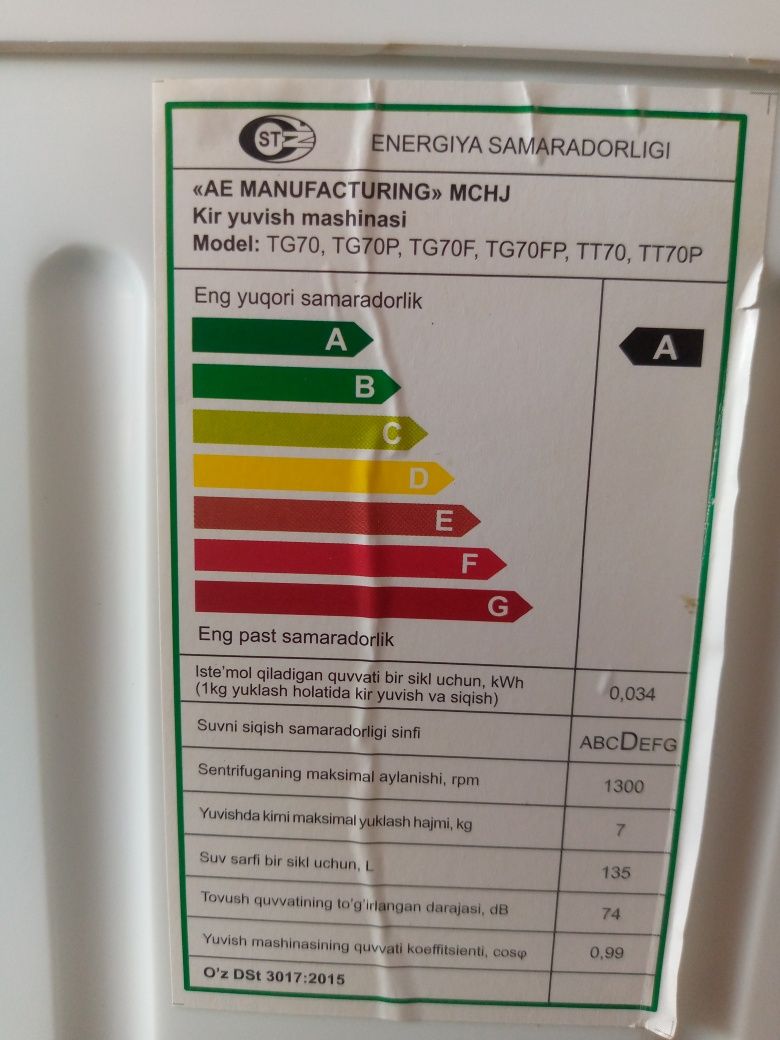 ST
ENERGIYA SAMARADORLIGI
«AE MANUFACTURING» MCHJ
Kir yuvish mashinasi
Model: TG70, TG70P, TG70F, TG70FP, TT70, TT70P
Eng yuqori samaradorlik
A
A
B
C
D
E
F
G
Eng past samaradorlik
Iste'mol qiladigan quvvati bir sikl uchun, kWh
(1kg yuklash holatida kir yuvish va siqish)
0,034
Suvni siqish samaradorligi sinfi
ABCDEFG
Sentrifuganing maksimal aylanishi, rpm
1300
Yuvishda kirni maksimal yuklash hajmi, kg
7
Suv sarfi bir sikl uchun, L
135
Tovush quvvatining to'g'irlangan darajasi, dB
74
Yuvish mashinasining quvvati koeffitsienti, cosφ
0,99
O'z DSt 3017:2015